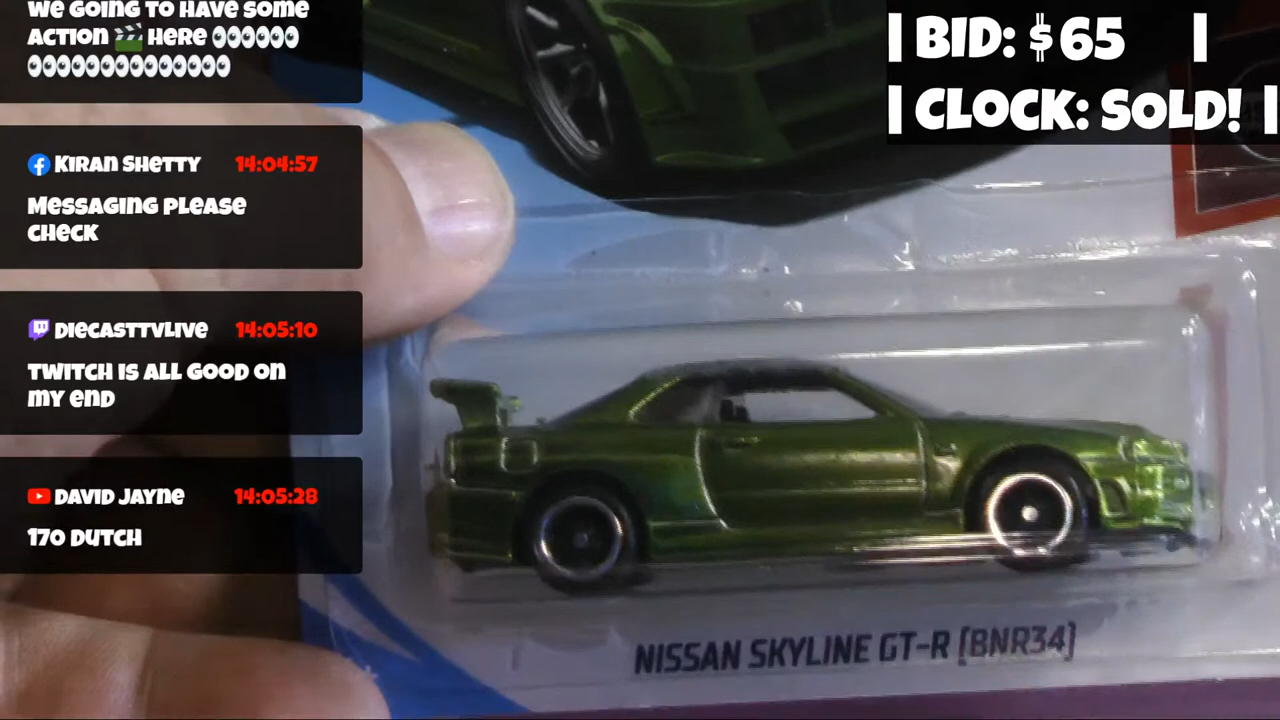 WE GOING TO HAVE SOME
ACTION 🎬 HERE 👀👀👀
👀👀👀👀👀👀👀
KIRAN SHETTY 14:04:57
MESSAGING PLEASE
CHECK
DIECASTTVLIVE 14:05:10
TWITCH IS ALL GOOD ON
MY END
DAVID JAYNE 14:05:28
170 DUTCH
| BID: $65 |
| CLOCK: SOLD! |
NISSAN SKYLINE GT-R [BNR34]